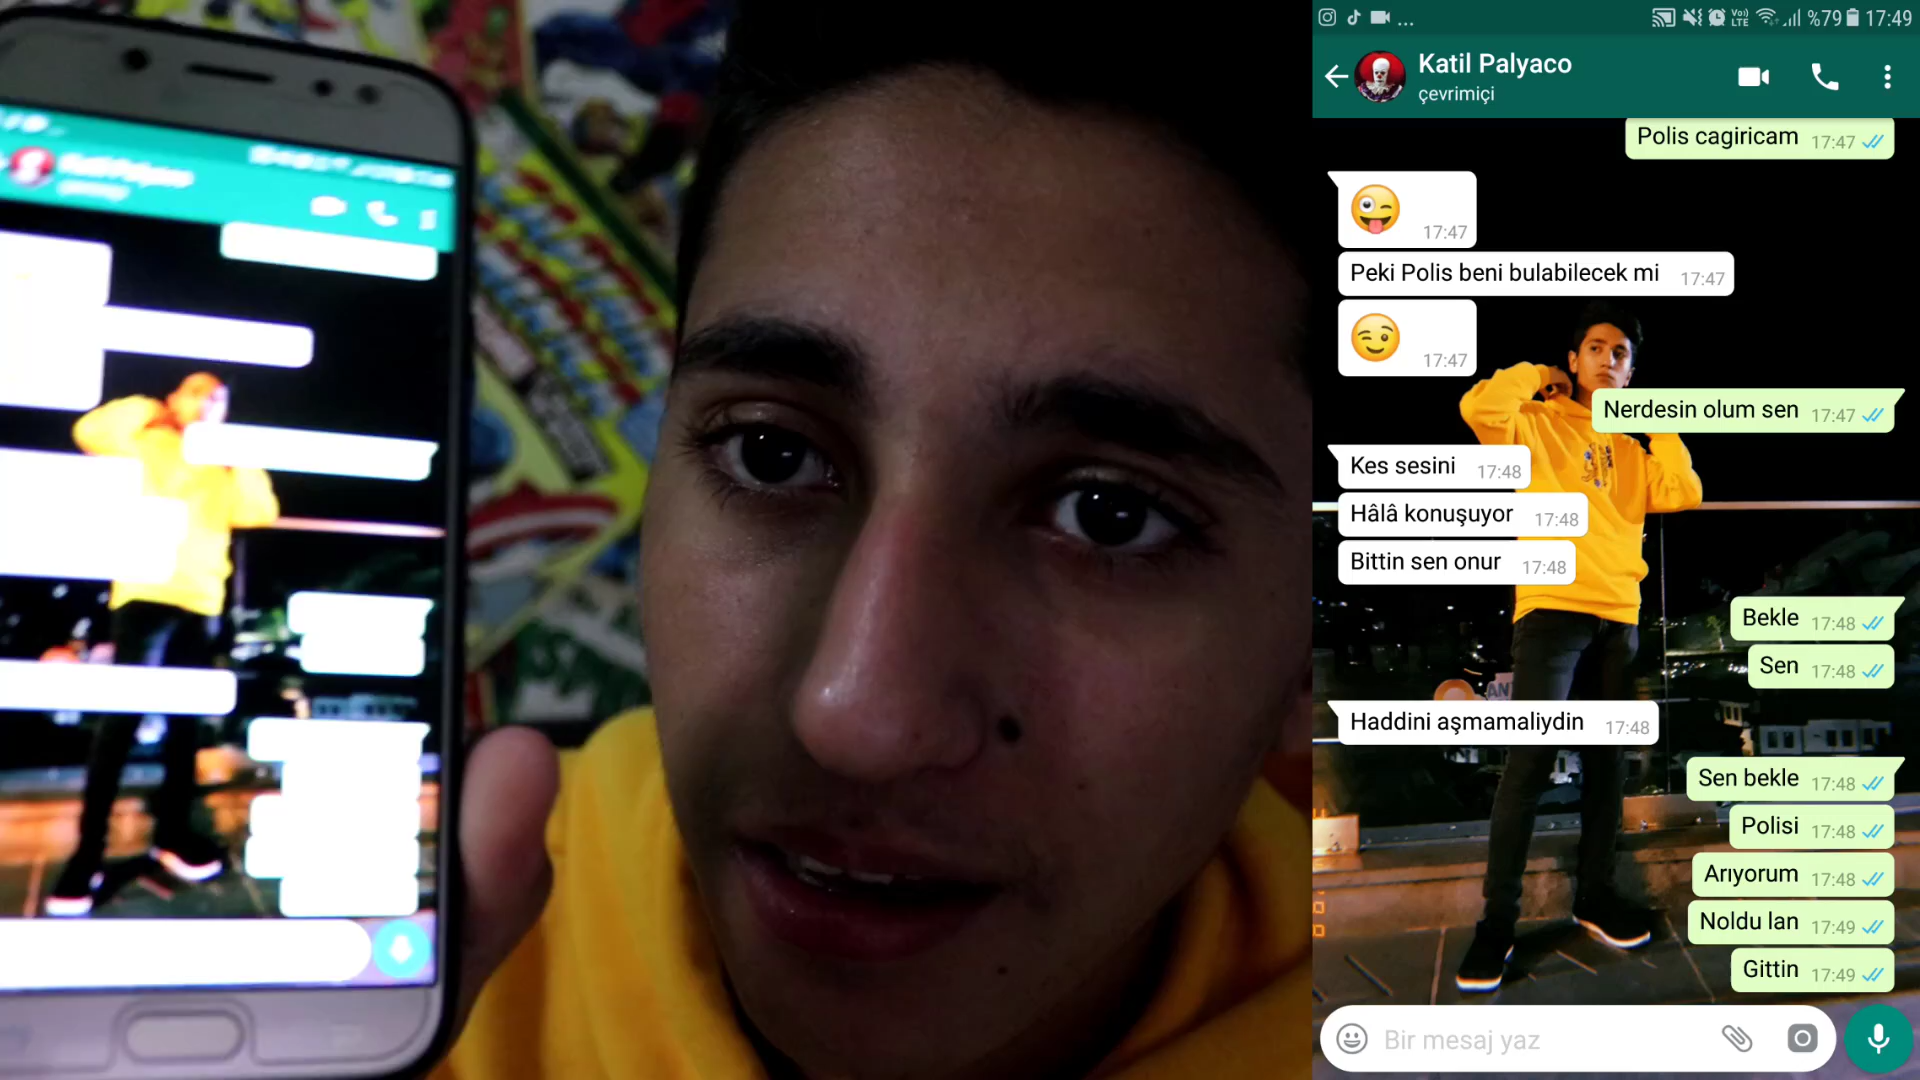 %79 17:49
Katil Palyaco
çevrimiçi
Polis cagiricam 17:47
17:47
Peki Polis beni bulabilecek mi 17:47
17:47
Nerdesin olum sen 17:47
Kes sesini 17:48
Hâlâ konuşuyor 17:48
Bittin sen onur 17:48
Bekle 17:48
Sen 17:48
Haddini aşmamaliydin 17:48
Sen bekle 17:48
Polisi 17:48
Arıyorum 17:48
Noldu lan 17:49
Gittin 17:49
Bir mesaj yaz